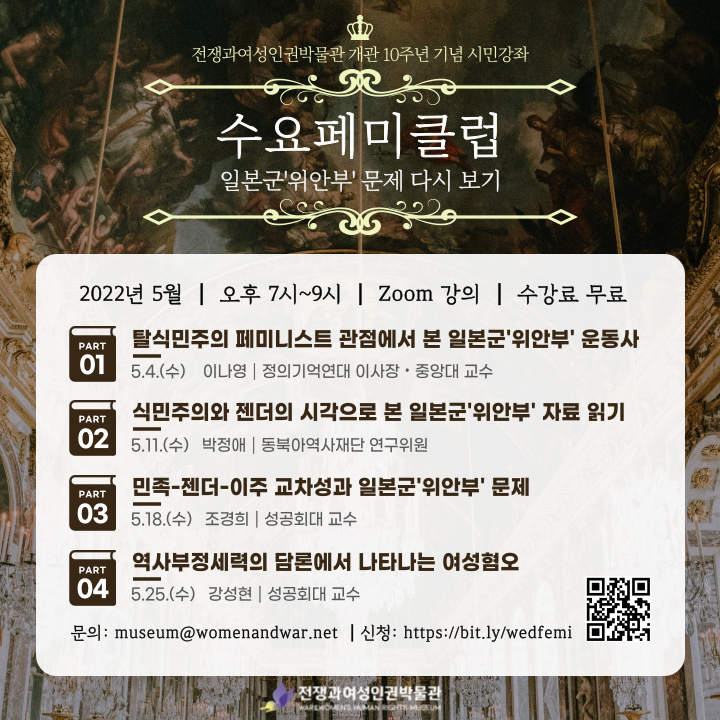 전쟁과여성인권박물관 개관 10주년 기념 시민강좌
수요페미클럽
일본군'위안부' 문제 다시 보기
2022년 5월 | 오후 7시~9시 | Zoom 강의 | 수강료 무료
PART 01
탈식민주의 페미니스트 관점에서 본 일본군'위안부' 운동사
5.4.(수) 이나영 | 정의기억연대 이사장 · 중앙대 교수
PART 02
식민주의와 젠더의 시각으로 본 일본군'위안부' 자료 읽기
5.11.(수) 박정애 | 동북아역사재단 연구위원
PART 03
민족-젠더-이주 교차성과 일본군'위안부' 문제
5.18.(수) 조경희 | 성공회대 교수
PART 04
역사부정세력의 담론에서 나타나는 여성혐오
5.25.(수) 강성현 | 성공회대 교수
문의: museum@womenandwar.net | 신청: https://bit.ly/wedfemi
전쟁과여성인권박물관
WAR&WOMEN'S HUMAN RIGHTS MUSEUM